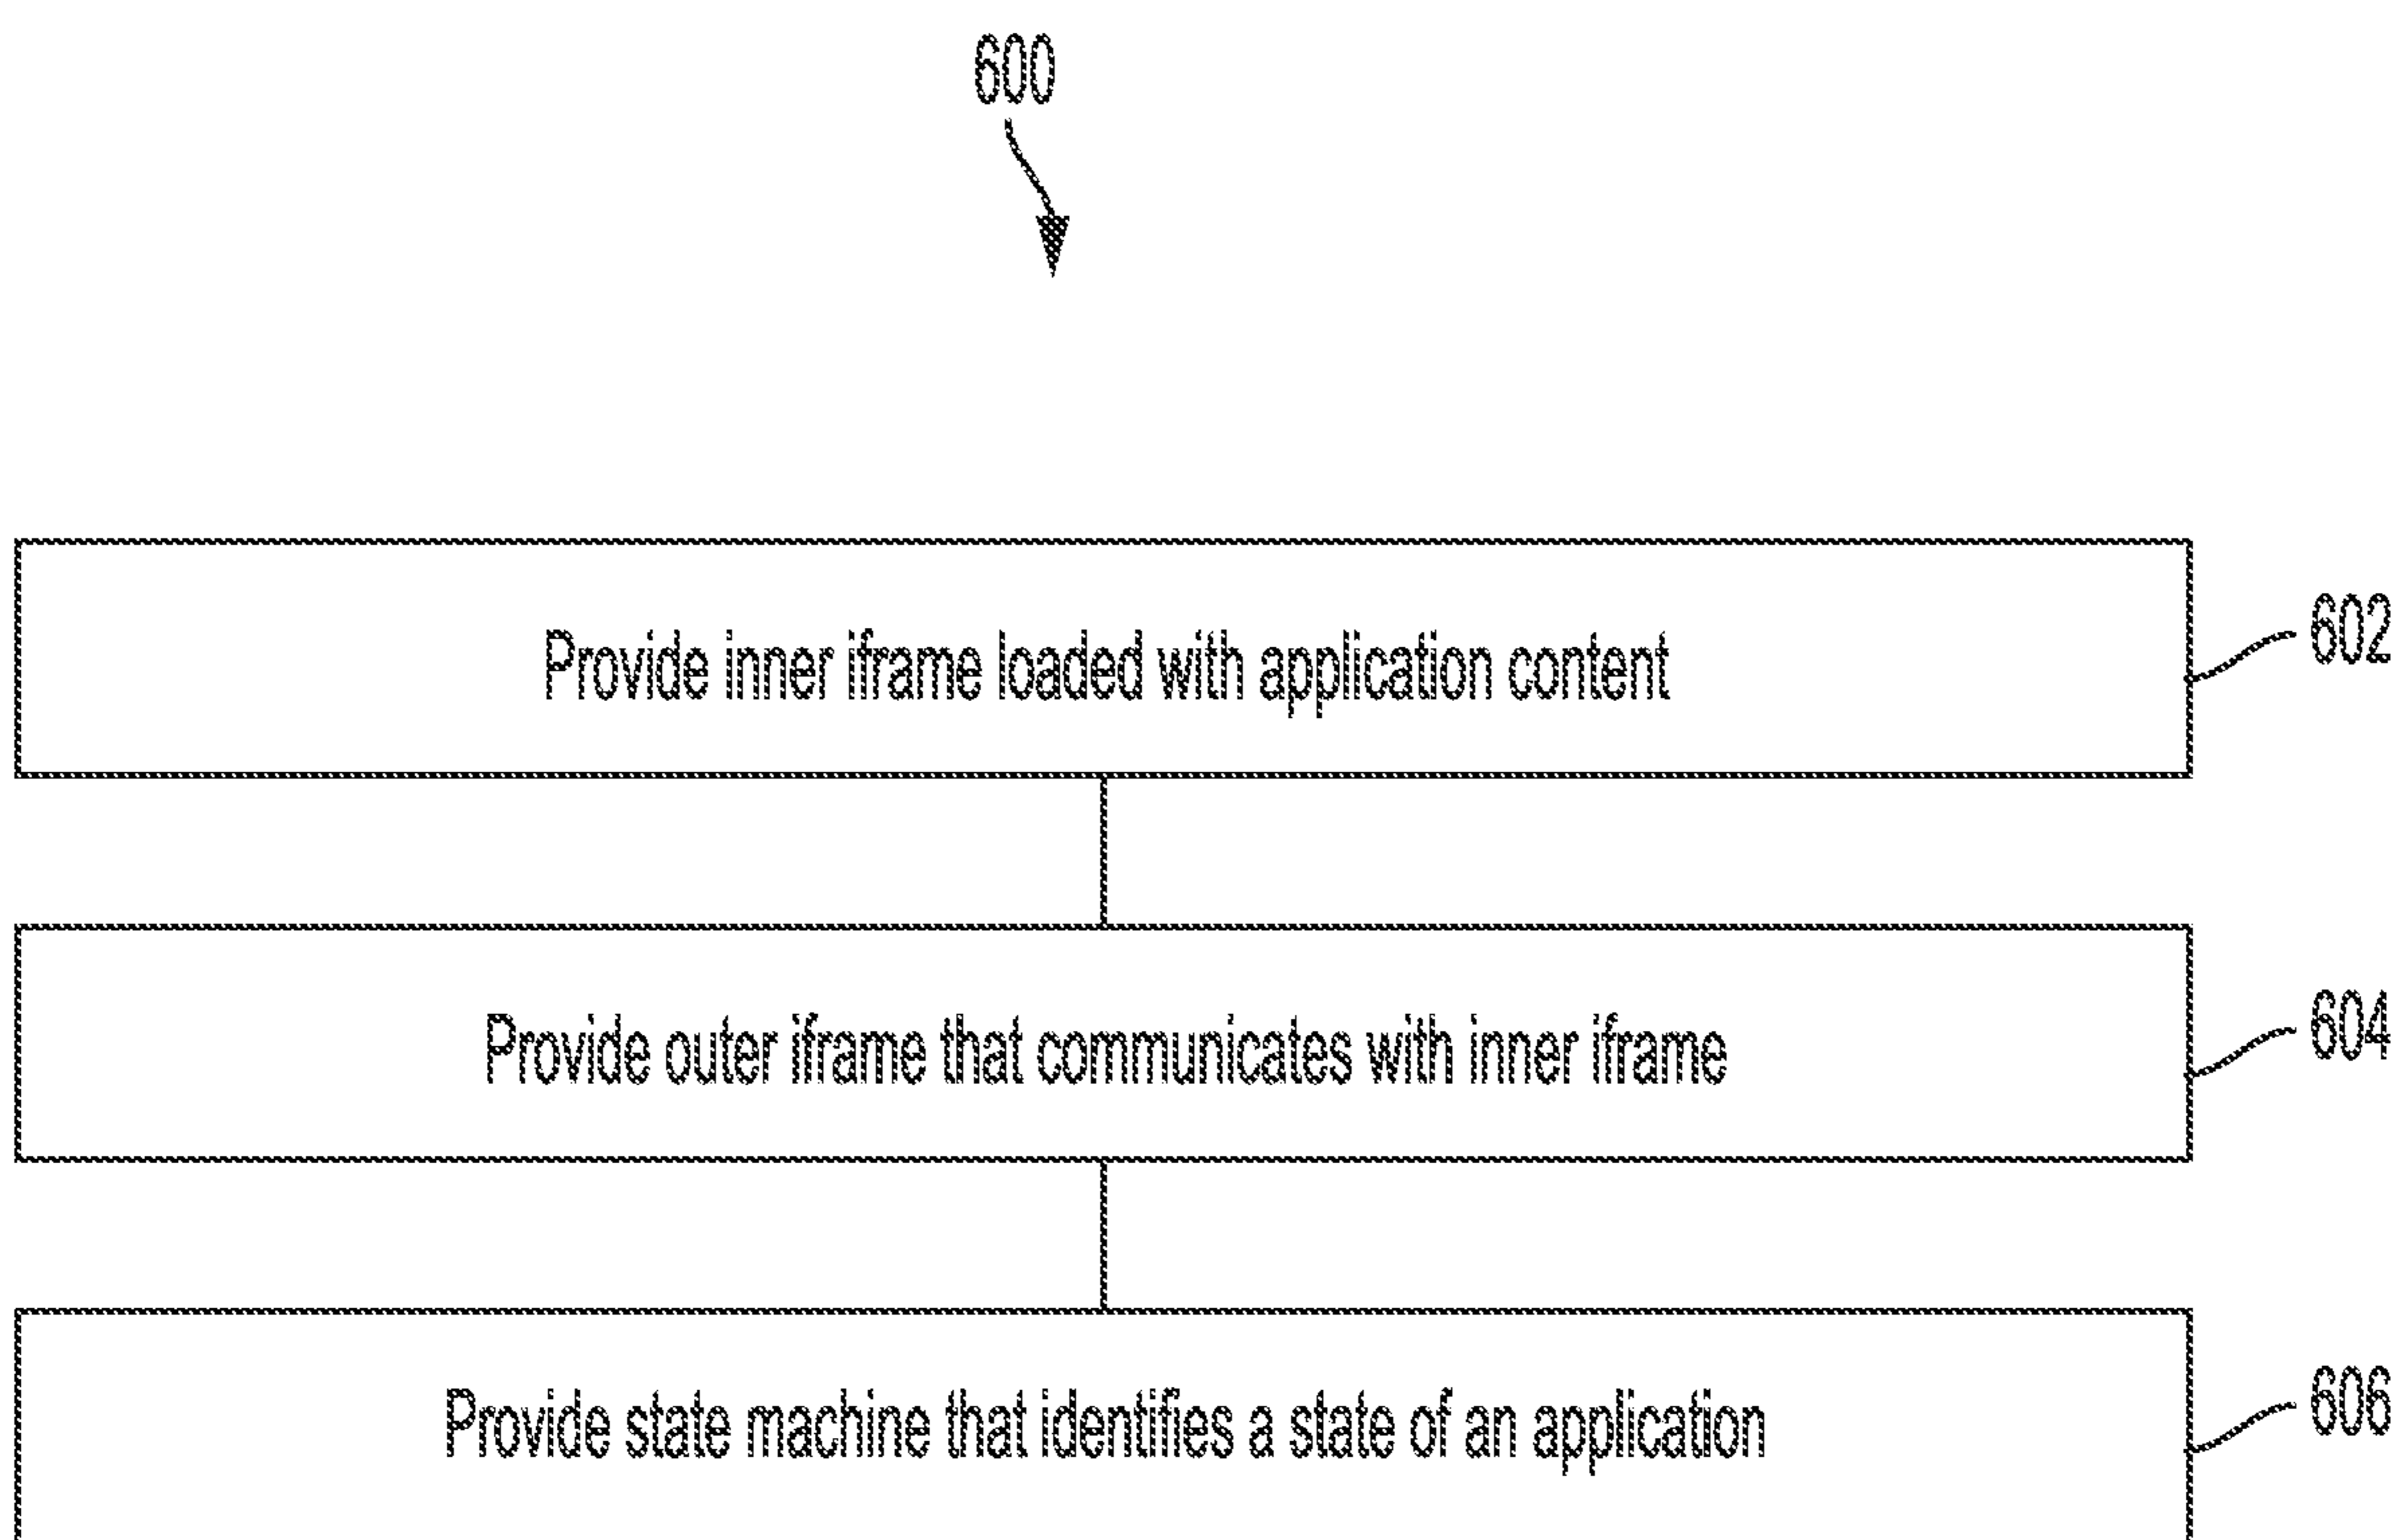 600
Provide inner iframe loaded with application content
602
Provide outer iframe that communicates with inner iframe
604
Provide state machine that identifies a state of an application
606